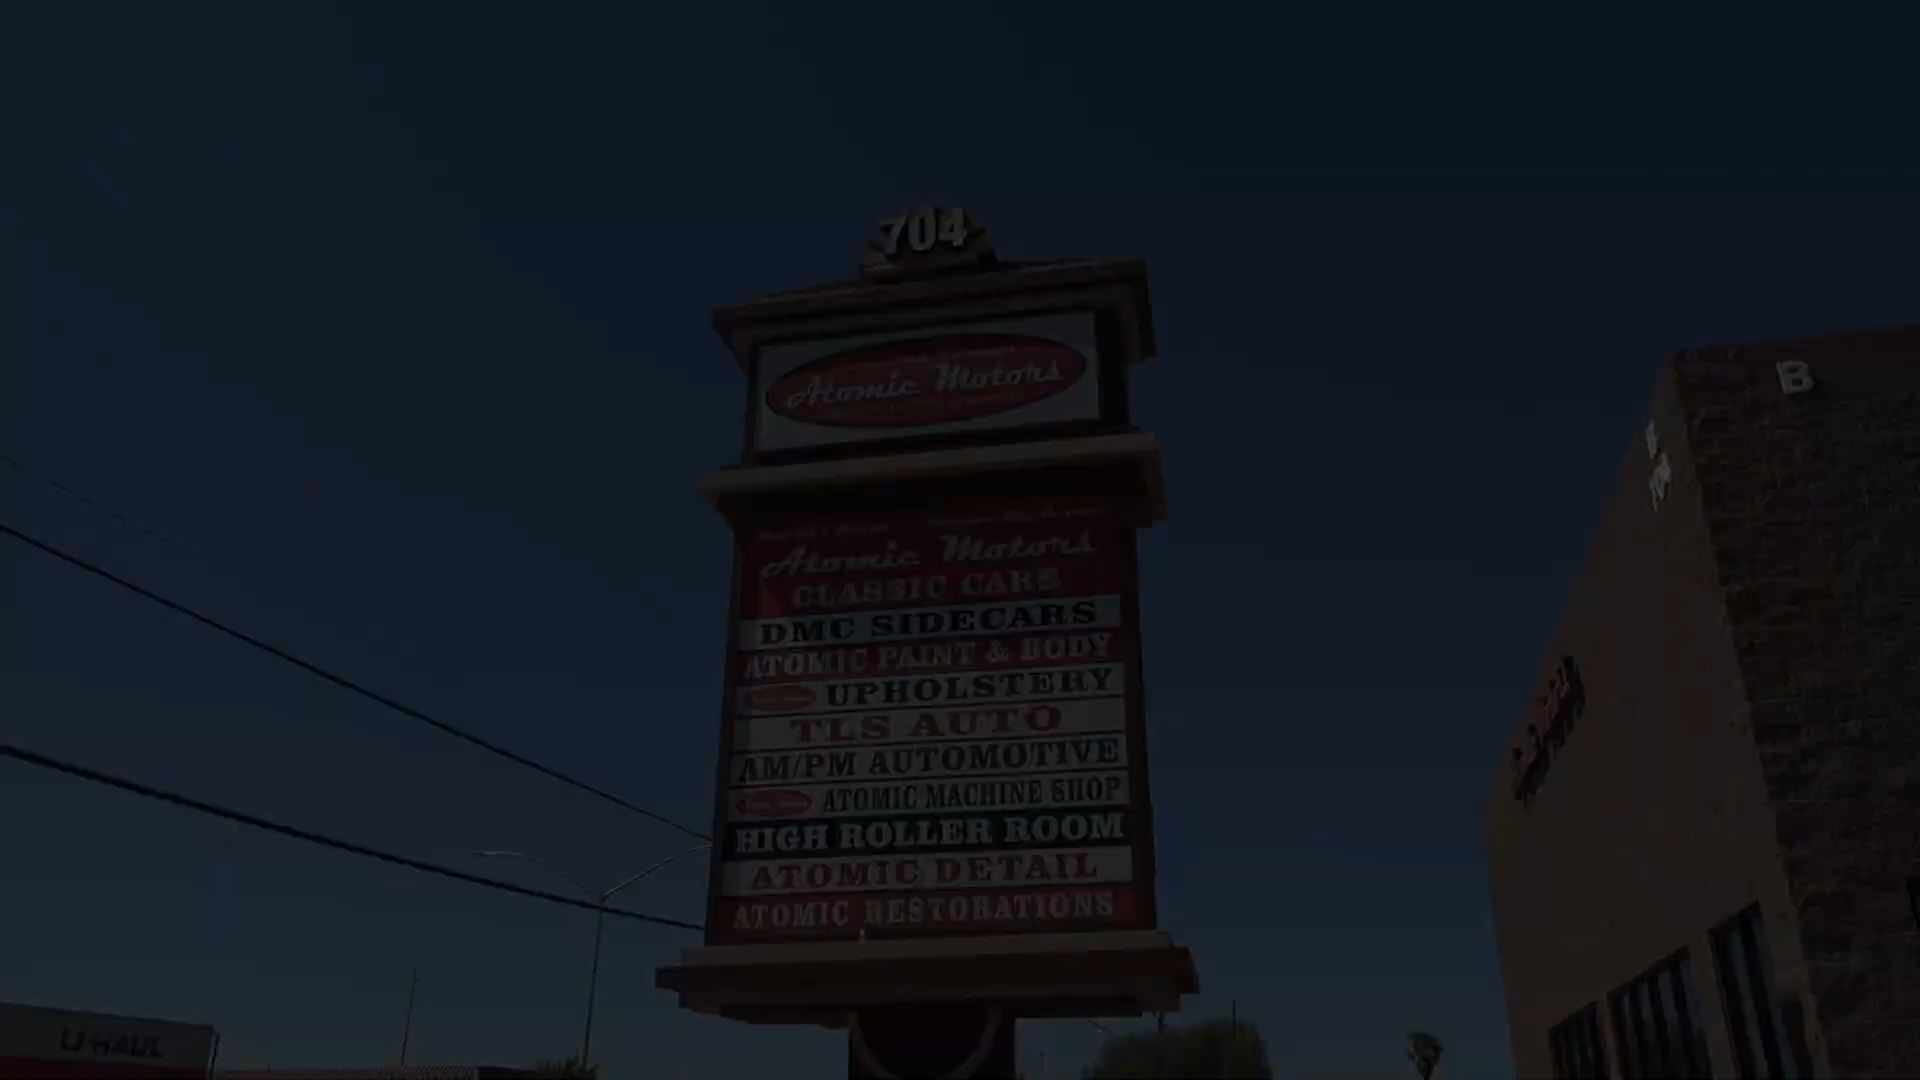 704
Atomic Motors
Atomic Motors
CLASSIC CARS
DMC SIDECARS
ATOMIC PAINT & BODY
UPHOLSTERY
TLS AUTO
AM/PM AUTOMOTIVE
ATOMIC MACHINE SHOP
HIGH ROLLER ROOM
ATOMIC DETAIL
ATOMIC RESTORATIONS
B
U-HAUL